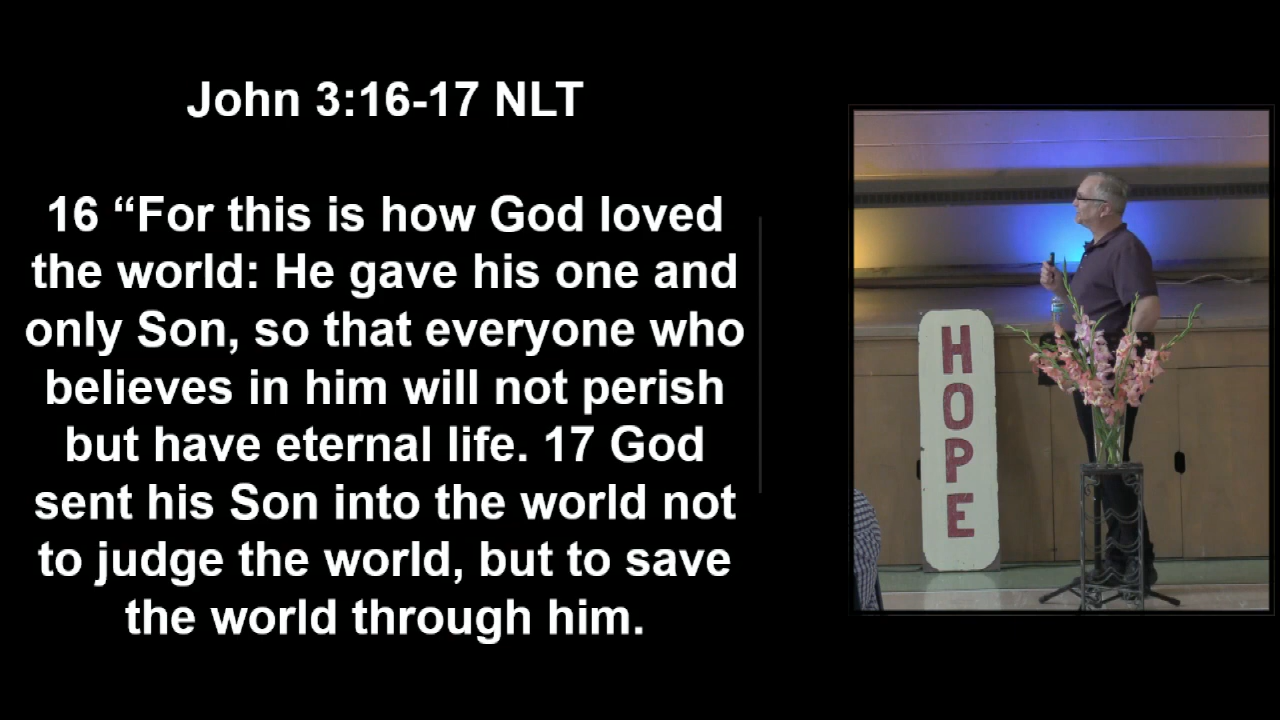 John 3:16-17 NLT
16 “For this is how God loved
the world: He gave his one and
only Son, so that everyone who
believes in him will not perish
but have eternal life. 17 God
sent his Son into the world not
to judge the world, but to save
the world through him.
HOPE